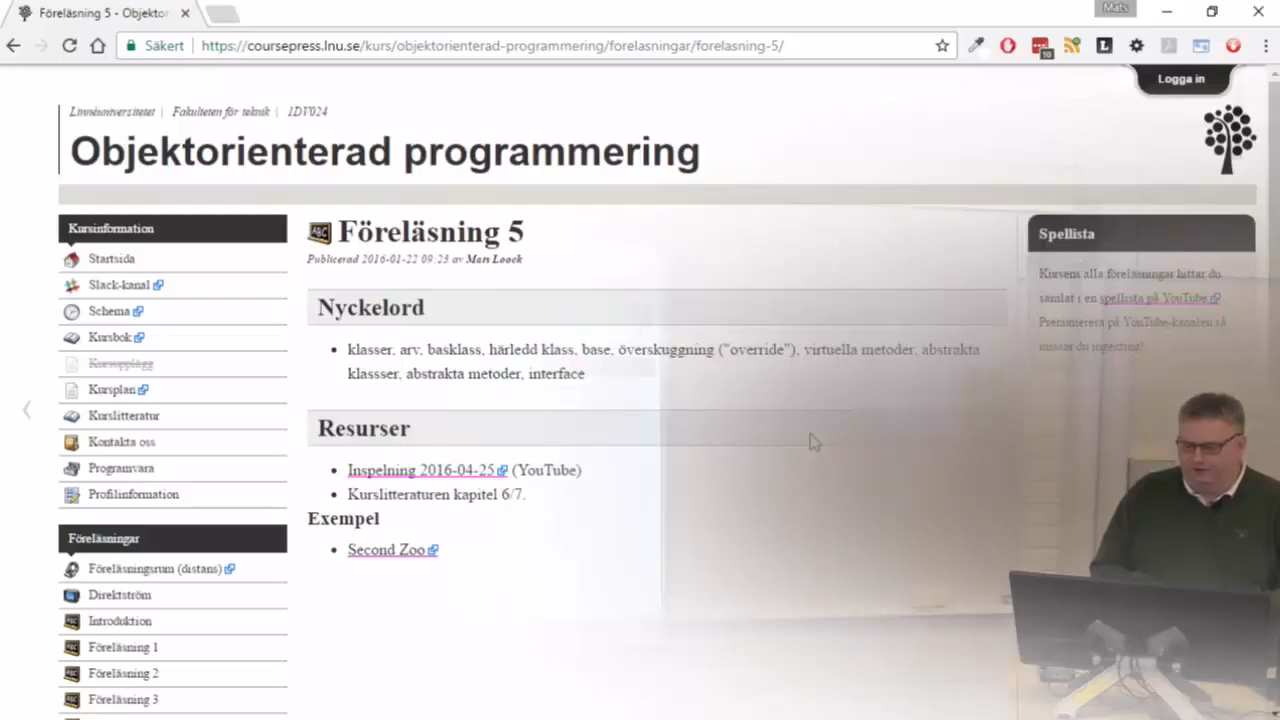 Föreläsning 5 - Objektor
Mats
Säkert
https://coursepress.lnu.se/kurs/objektorienterad-programmering/forelasningar/forelasning-5/
10
Logga in
Linnéuniversitetet | Fakulteten för teknik | 1DV024
Objektorienterad programmering
Kursinformation
Startsida
Slack-kanal
Schema
Kursbok
Kursupplägg
Kursplan
Kurslitteratur
Kontakta oss
Programvara
Profilinformation
Föreläsningar
Föreläsningsrum (distans)
Direktström
Introduktion
Föreläsning 1
Föreläsning 2
Föreläsning 3
ABC Föreläsning 5
Publicerad 2016-01-22 09:25 av Mats Loock
Nyckelord
• klasser, arv, basklass, härledd klass, base, överskuggning ("override"), virtuella metoder, abstrakta
klassser, abstrakta metoder, interface
Resurser
• Inspelning 2016-04-25 (YouTube)
• Kurslitteraturen kapitel 6/7.
Exempel
• Second Zoo
Spellista
Kursens alla föreläsningar hittar du
samlat i en spellista på YouTube
Prenumerera på YouTube-kanalen så
missar du ingenting!